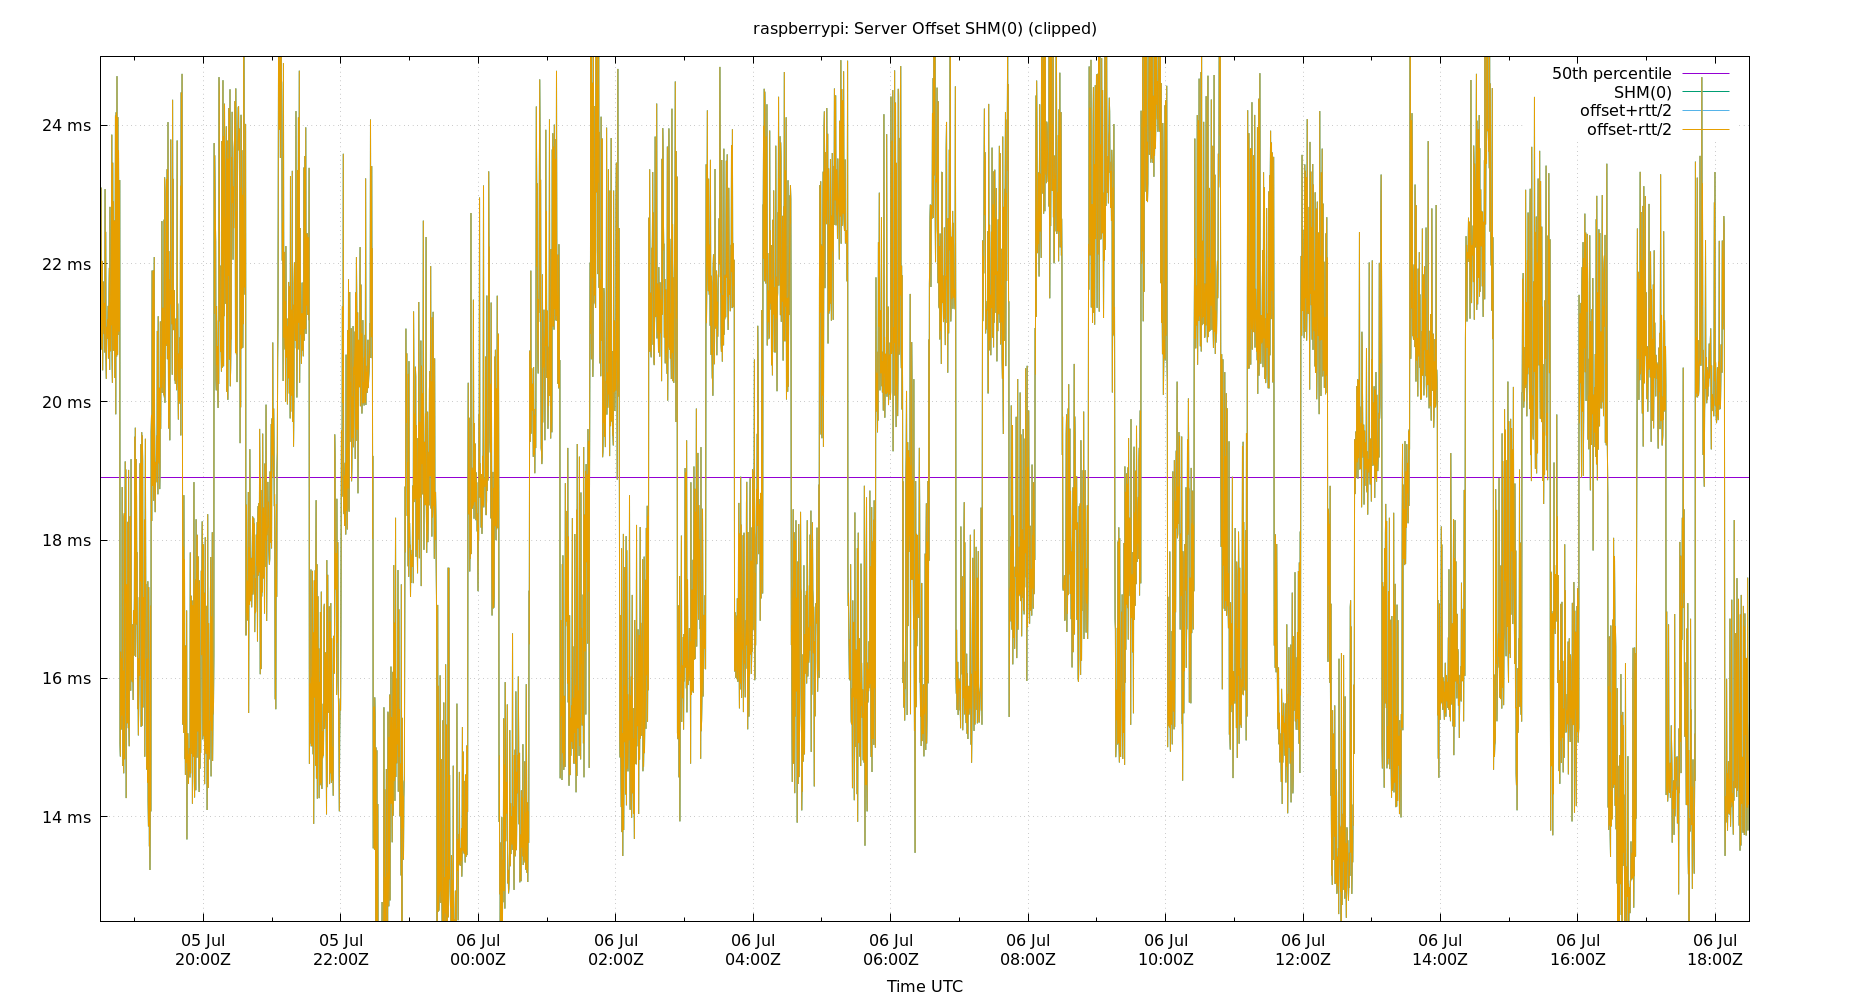 raspberrypi: Server Offset SHM(0) (clipped)
50th percentile
SHM(0)
offset+rtt/2
offset-rtt/2
24 ms
22 ms
20 ms
18 ms
16 ms
14 ms
05 Jul 05 Jul 06 Jul 06 Jul 06 Jul 06 Jul 06 Jul 06 Jul 06 Jul 06 Jul 06 Jul 06 Jul
20:00Z 22:00Z 00:00Z 02:00Z 04:00Z 06:00Z 08:00Z 10:00Z 12:00Z 14:00Z 16:00Z 18:00Z
Time UTC